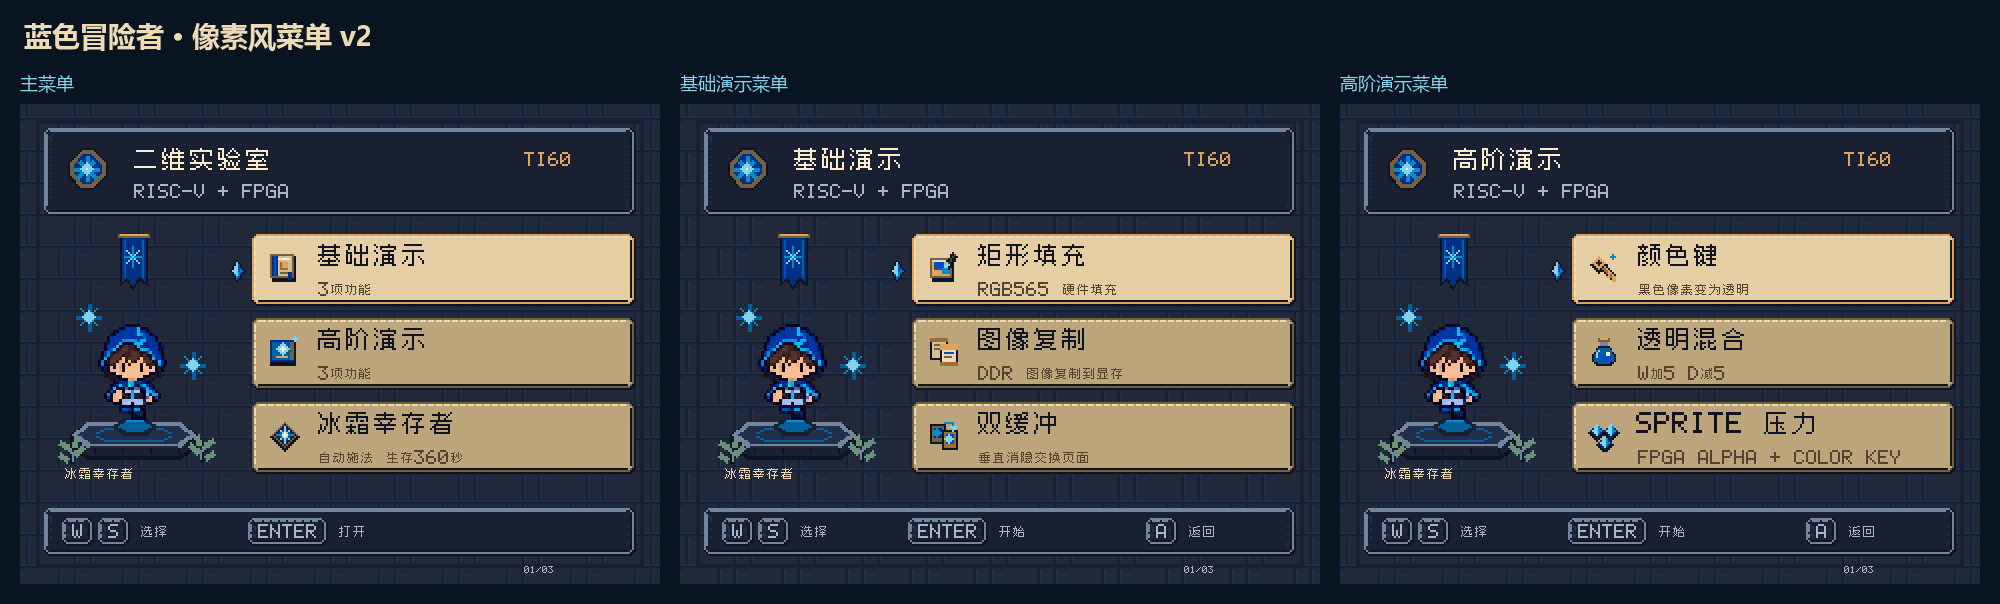 蓝色冒险者 • 像素风菜单 v2
主菜单
二维实验室
TI60
RISC-V + FPGA
基础演示
3项功能
高阶演示
3项功能
冰霜幸存者
自动施法 生存360秒
冰霜幸存者
W S 选择 ENTER 打开
01/03
基础演示菜单
基础演示
TI60
RISC-V + FPGA
矩形填充
RGB565 硬件填充
图像复制
DDR 图像复制到显存
双缓冲
垂直消隐交换页面
冰霜幸存者
W S 选择 ENTER 开始 A 返回
01/03
高阶演示菜单
高阶演示
TI60
RISC-V + FPGA
颜色键
黑色像素变为透明
透明混合
W加5 D减5
SPRITE 压力
FPGA ALPHA + COLOR KEY
冰霜幸存者
W S 选择 ENTER 开始 A 返回
01/03